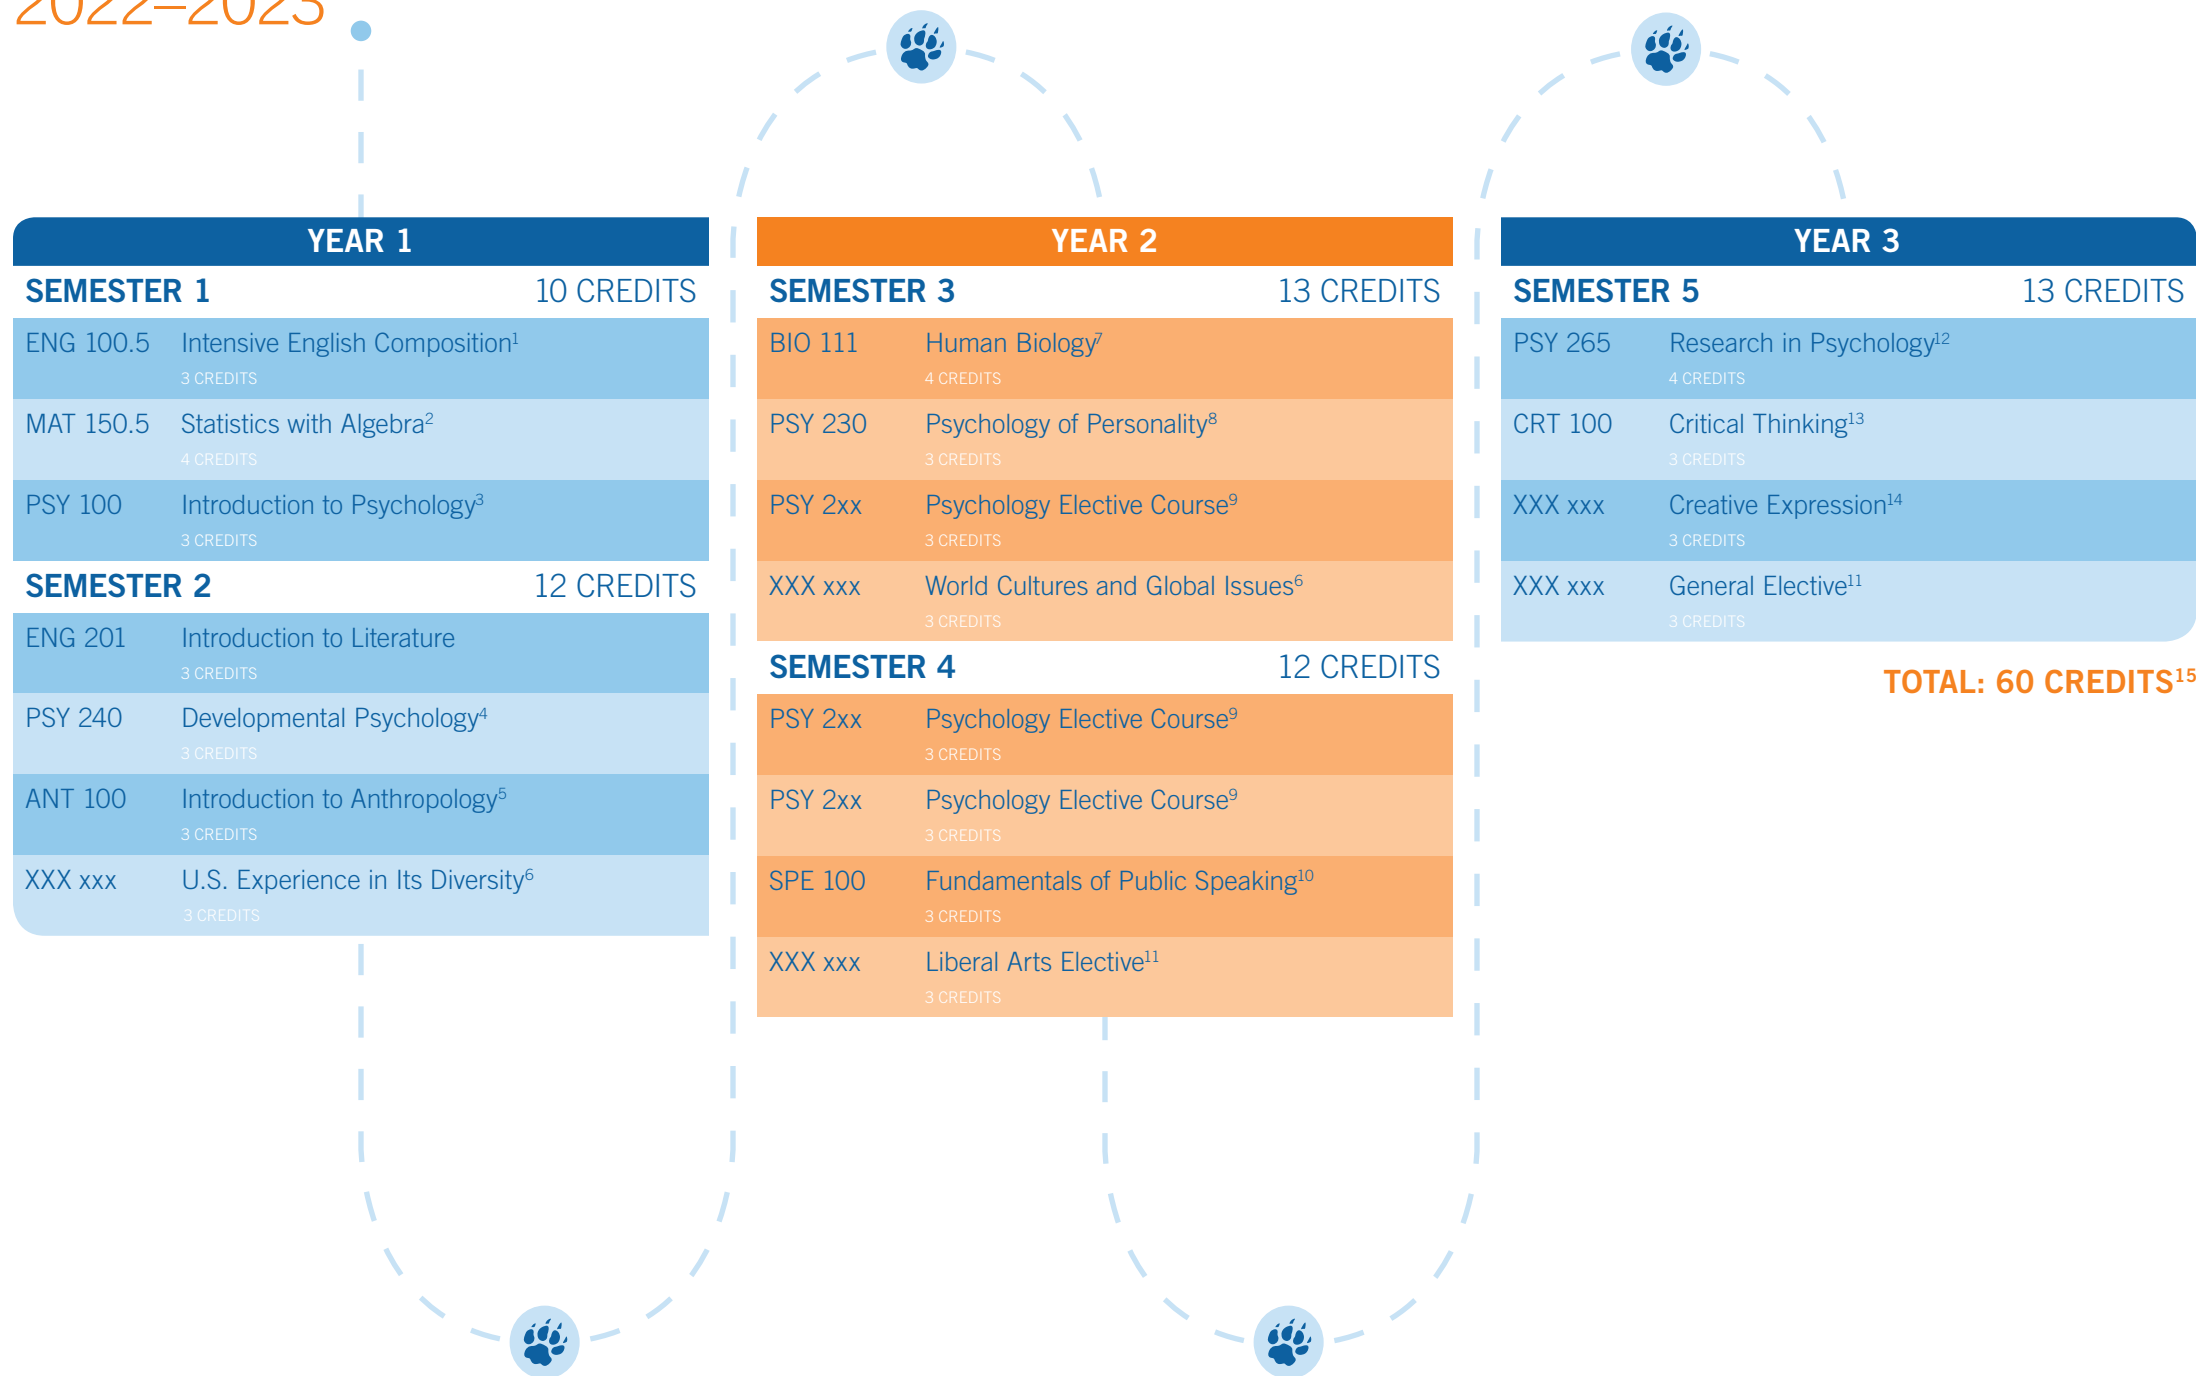 2022–2023
YEAR 1
SEMESTER 1 10 CREDITS
ENG 100.5 Intensive English Composition1
3 CREDITS
MAT 150.5 Statistics with Algebra2
4 CREDITS
PSY 100 Introduction to Psychology3
3 CREDITS
SEMESTER 2 12 CREDITS
ENG 201 Introduction to Literature
3 CREDITS
PSY 240 Developmental Psychology4
3 CREDITS
ANT 100 Introduction to Anthropology5
3 CREDITS
XXX xxx U.S. Experience in Its Diversity6
3 CREDITS
YEAR 2
SEMESTER 3 13 CREDITS
BIO 111 Human Biology7
4 CREDITS
PSY 230 Psychology of Personality8
3 CREDITS
PSY 2xx Psychology Elective Course9
3 CREDITS
XXX xxx World Cultures and Global Issues6
3 CREDITS
SEMESTER 4 12 CREDITS
PSY 2xx Psychology Elective Course9
3 CREDITS
PSY 2xx Psychology Elective Course9
3 CREDITS
SPE 100 Fundamentals of Public Speaking10
3 CREDITS
XXX xxx Liberal Arts Elective11
3 CREDITS
YEAR 3
SEMESTER 5 13 CREDITS
PSY 265 Research in Psychology12
4 CREDITS
CRT 100 Critical Thinking13
3 CREDITS
XXX xxx Creative Expression14
3 CREDITS
XXX xxx General Elective11
3 CREDITS
TOTAL: 60 CREDITS15